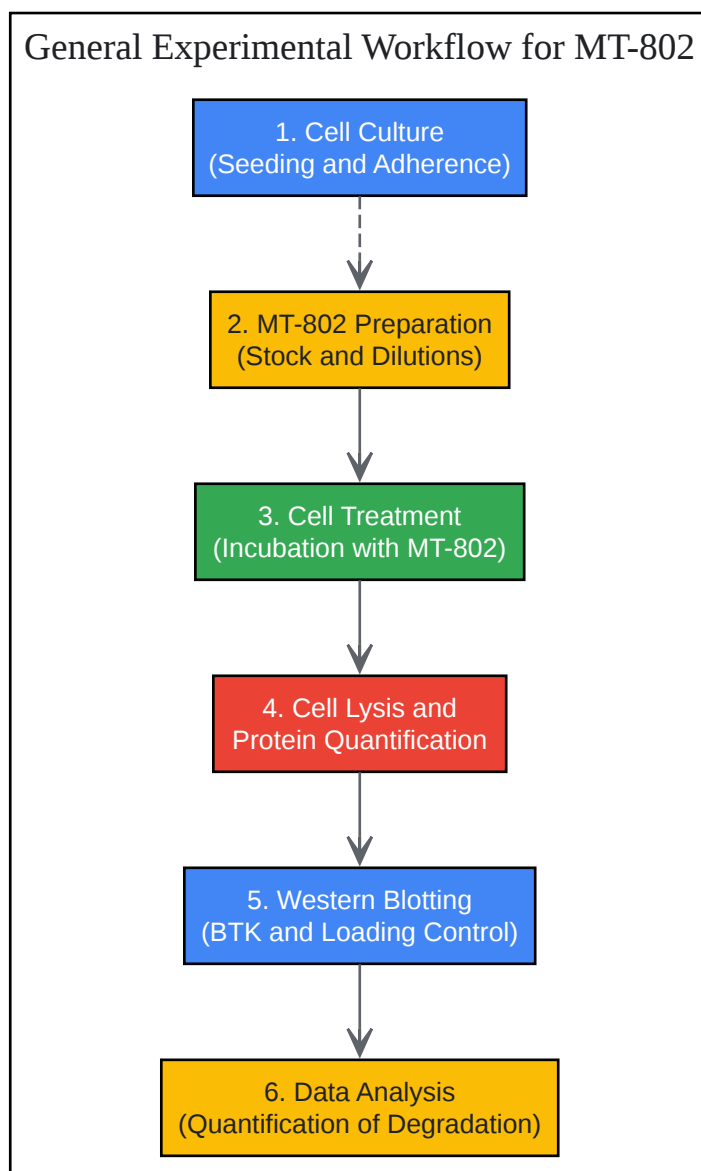 General Experimental Workflow for MT-802
1. Cell Culture
(Seeding and Adherence)
2. MT-802 Preparation
(Stock and Dilutions)
3. Cell Treatment
(Incubation with MT-802)
4. Cell Lysis and
Protein Quantification
5. Western Blotting
(BTK and Loading Control)
6. Data Analysis
(Quantification of Degradation)